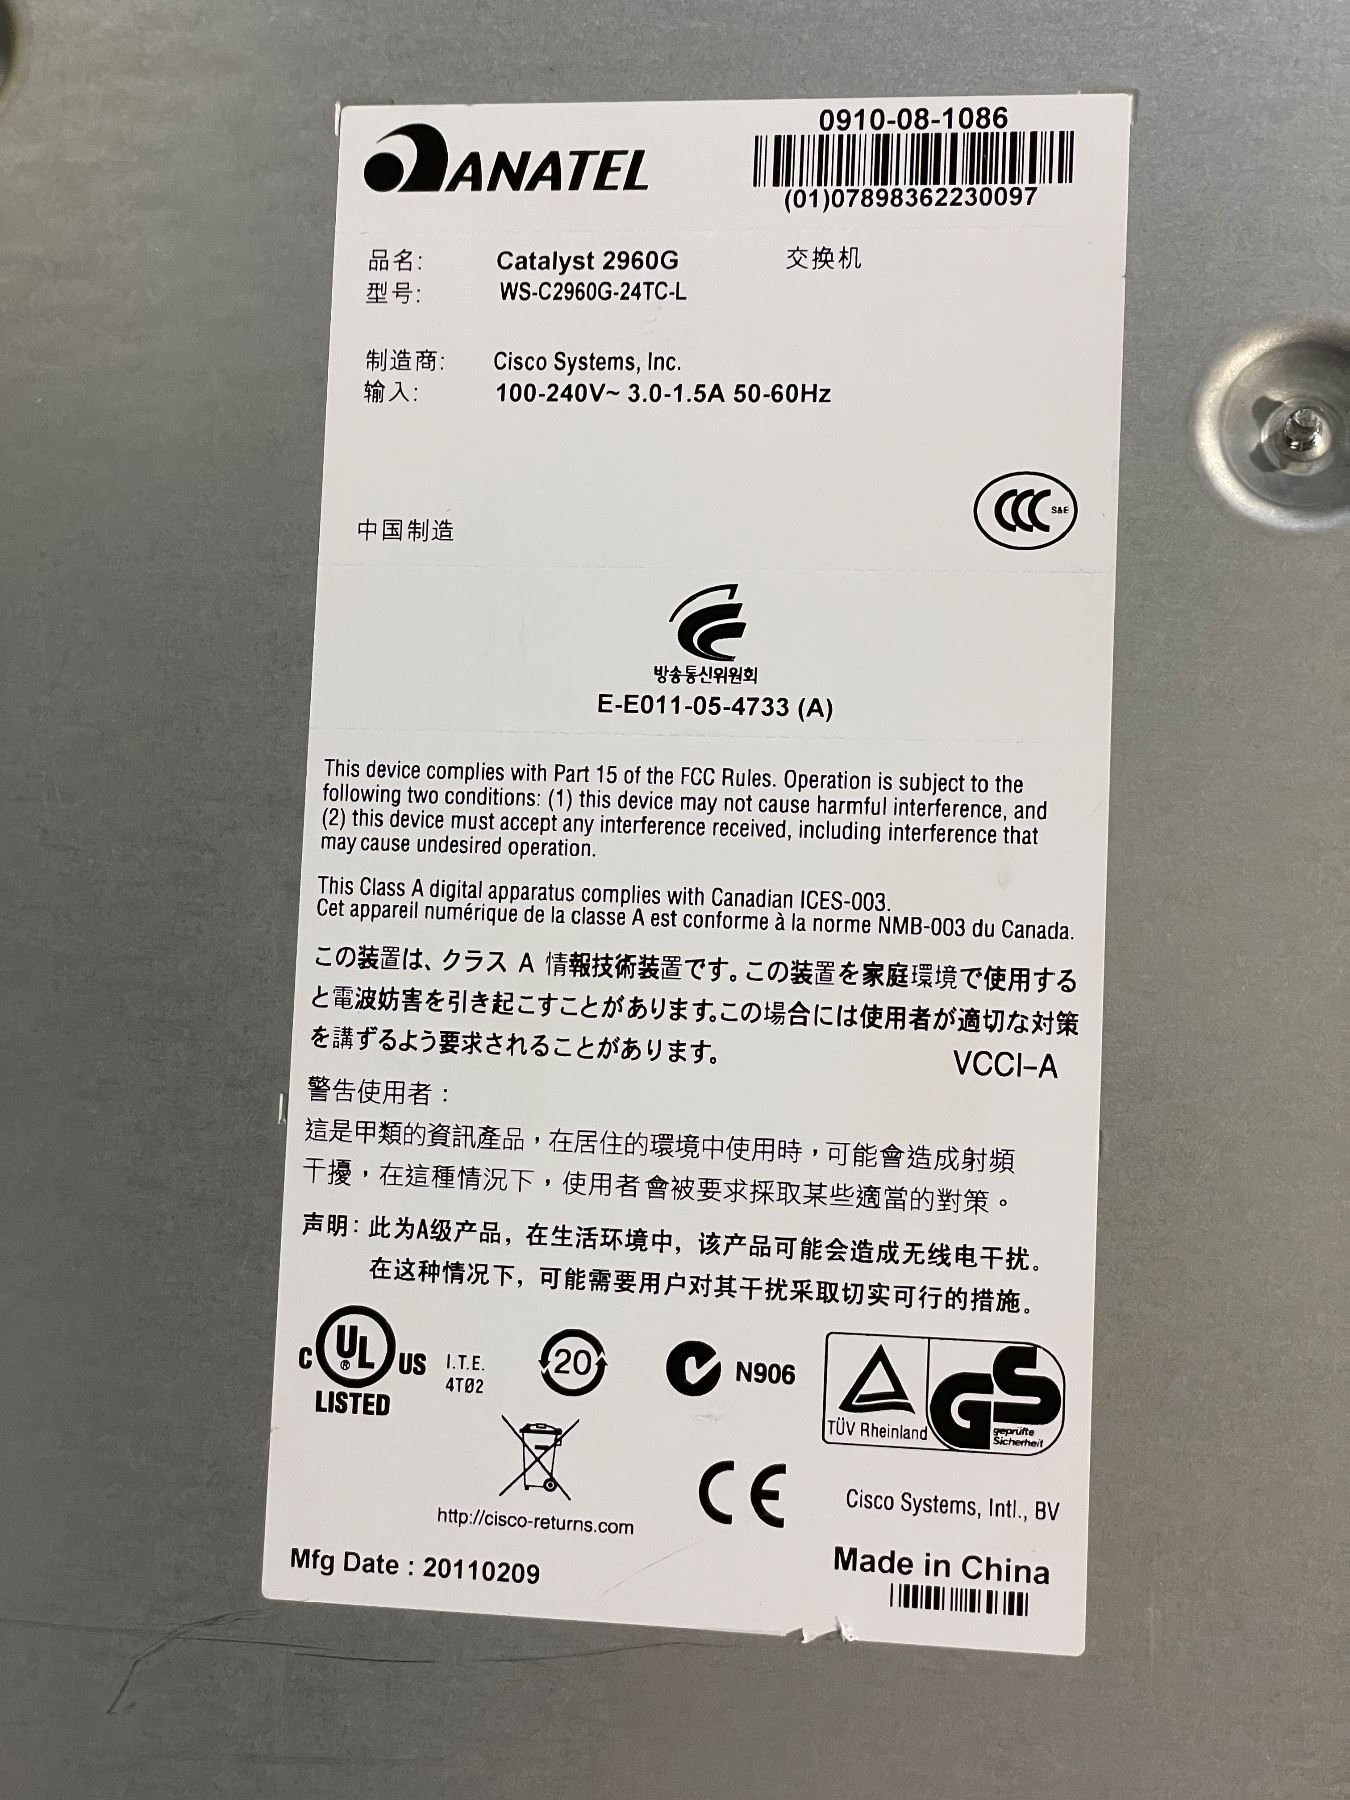 ANATEL
0910-08-1086
(01)07898362230097
品名: Catalyst 2960G 交换机
型号: WS-C2960G-24TC-L
制造商: Cisco Systems, Inc.
输入: 100-240V~ 3.0-1.5A 50-60Hz
中国制造
CCC S&E
방송통신위원회
E-E011-05-4733 (A)
This device complies with Part 15 of the FCC Rules. Operation is subject to the
following two conditions: (1) this device may not cause harmful interference, and
(2) this device must accept any interference received, including interference that
may cause undesired operation.
This Class A digital apparatus complies with Canadian ICES-003.
Cet appareil numérique de la classe A est conforme à la norme NMB-003 du Canada.
この装置は、クラス A 情報技術装置です。この装置を家庭環境で使用する
と電波妨害を引き起こすことがあります。この場合には使用者が適切な対策
を講ずるよう要求されることがあります。
VCCI-A
警告使用者：
這是甲類的資訊產品，在居住的環境中使用時，可能會造成射頻
干擾，在這種情況下，使用者會被要求採取某些適當的對策。
声明：此为A级产品，在生活环境中，该产品可能会造成无线电干扰。
在这种情况下，可能需要用户对其干扰采取切实可行的措施。
C UL ® US LISTED
I.T.E.
4T02
20
N906
TÜV Rheinland
GS
geprüfte
Sicherheit
http://cisco-returns.com
CE
Cisco Systems, Intl., BV
Mfg Date : 20110209
Made in China